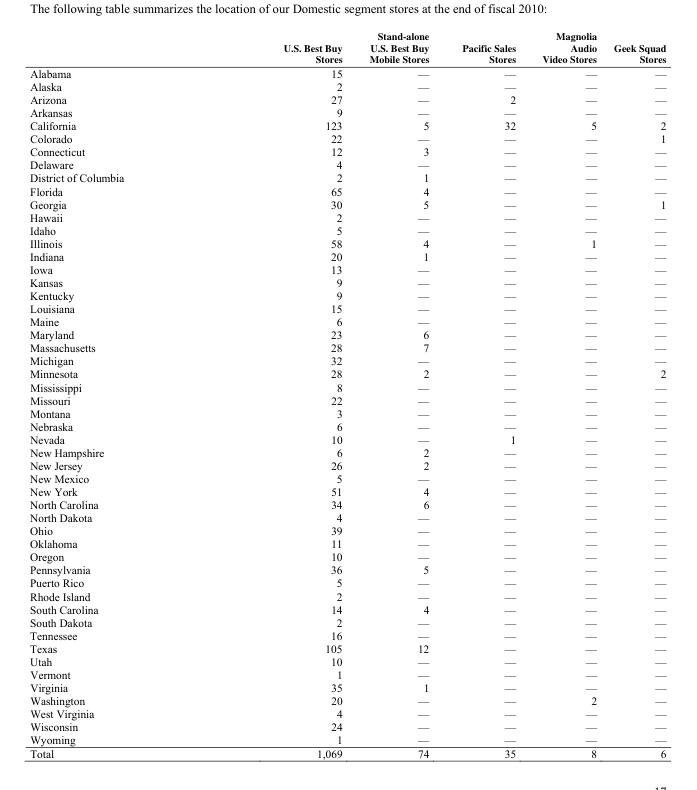 The following table summarizes the location of our Domestic segment stores at the end of fiscal 2010:
U.S. Best Buy Stores Stand-alone U.S. Best Buy Mobile Stores Pacific Sales Stores Magnolia Audio Video Stores Geek Squad Stores
Alabama 15 — — — —
Alaska 2 — — — —
Arizona 27 — 2 — —
Arkansas 9 — — — —
California 123 5 32 5 2
Colorado 22 — — — 1
Connecticut 12 3 — — —
Delaware 4 — — — —
District of Columbia 2 1 — — —
Florida 65 4 — — —
Georgia 30 5 — — 1
Hawaii 2 — — — —
Idaho 5 — — — —
Illinois 58 4 — 1 —
Indiana 20 1 — — —
Iowa 13 — — — —
Kansas 9 — — — —
Kentucky 9 — — — —
Louisiana 15 — — — —
Maine 6 — — — —
Maryland 23 6 — — —
Massachusetts 28 7 — — —
Michigan 32 — — — —
Minnesota 28 2 — — 2
Mississippi 8 — — — —
Missouri 22 — — — —
Montana 3 — — — —
Nebraska 6 — — — —
Nevada 10 — 1 — —
New Hampshire 6 2 — — —
New Jersey 26 2 — — —
New Mexico 5 — — — —
New York 51 4 — — —
North Carolina 34 6 — — —
North Dakota 4 — — — —
Ohio 39 — — — —
Oklahoma 11 — — — —
Oregon 10 — — — —
Pennsylvania 36 5 — — —
Puerto Rico 5 — — — —
Rhode Island 2 — — — —
South Carolina 14 4 — — —
South Dakota 2 — — — —
Tennessee 16 — — — —
Texas 105 12 — — —
Utah 10 — — — —
Vermont 1 — — — —
Virginia 35 1 — — —
Washington 20 — — 2 —
West Virginia 4 — — — —
Wisconsin 24 — — — —
Wyoming 1 — — — —
Total 1,069 74 35 8 6